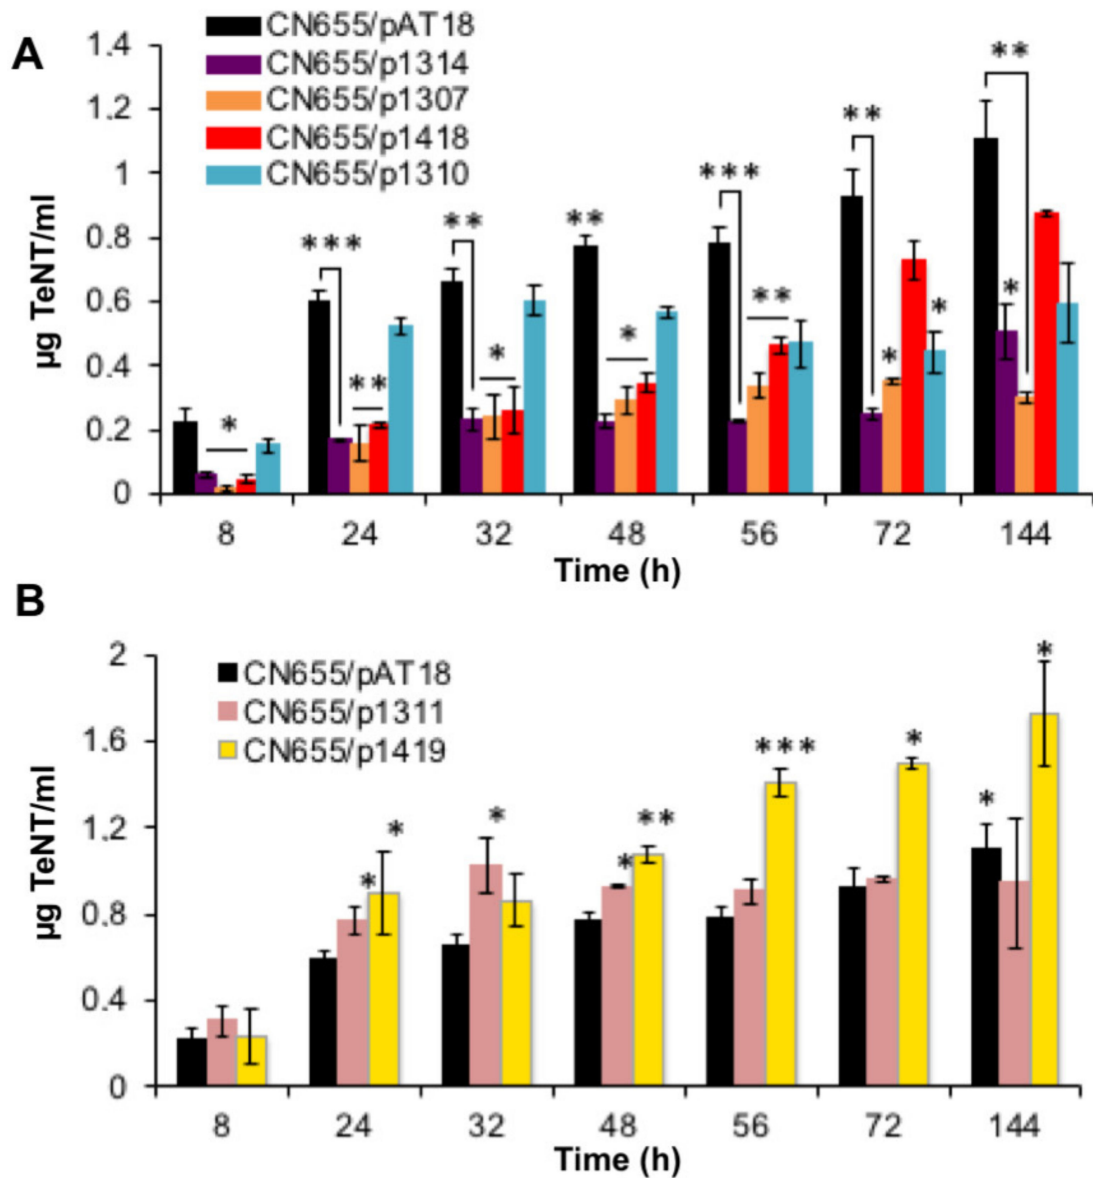 A
CN655/pAT18
CN655/p1314
CN655/p1307
CN655/p1418
CN655/p1310
µg TeNT/ml
1.4
1.2
1
0.8
0.6
0.4
0.2
0
*
***
**
**
*
**
*
***
**
**
*
*
**
*
8 24 32 48 56 72 144
Time (h)
B
CN655/pAT18
CN655/p1311
CN655/p1419
µg TeNT/ml
2
1.6
1.2
0.8
0.4
0
*
*
*
*
**
***
*
*
*
8 24 32 48 56 72 144
Time (h)